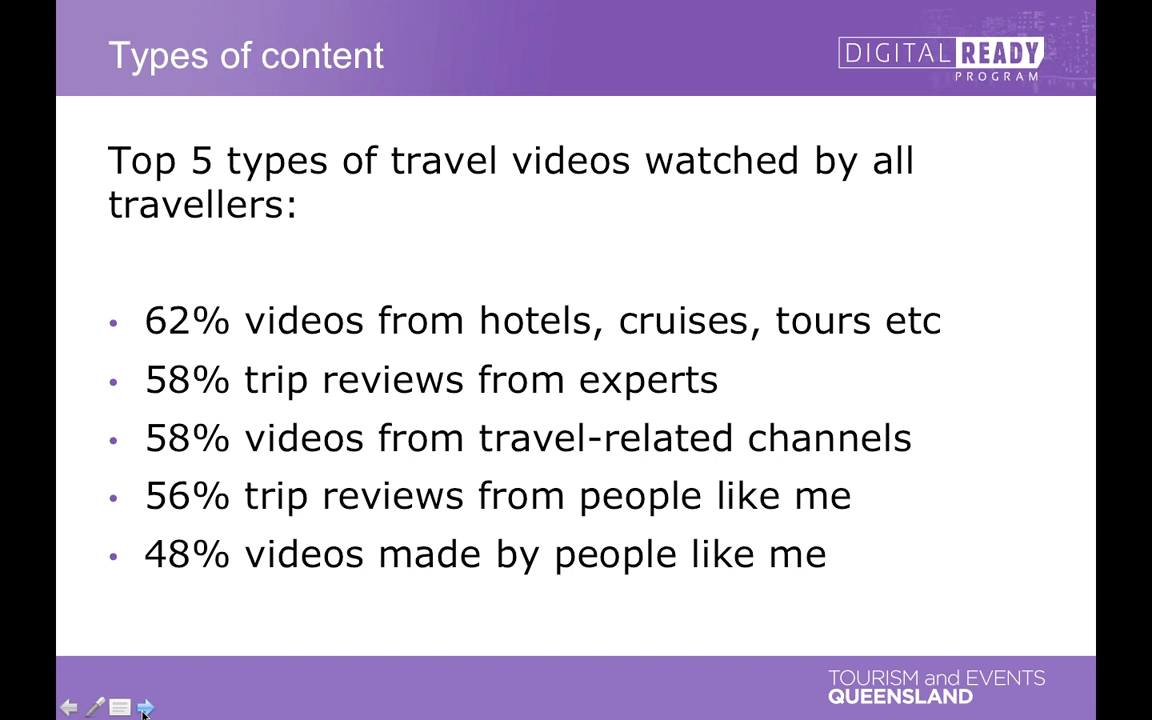 Types of content
DIGITAL READY
PROGRAM
Top 5 types of travel videos watched by all
travellers:
• 62% videos from hotels, cruises, tours etc
• 58% trip reviews from experts
• 58% videos from travel-related channels
• 56% trip reviews from people like me
• 48% videos made by people like me
TOURISM and EVENTS
QUEENSLAND